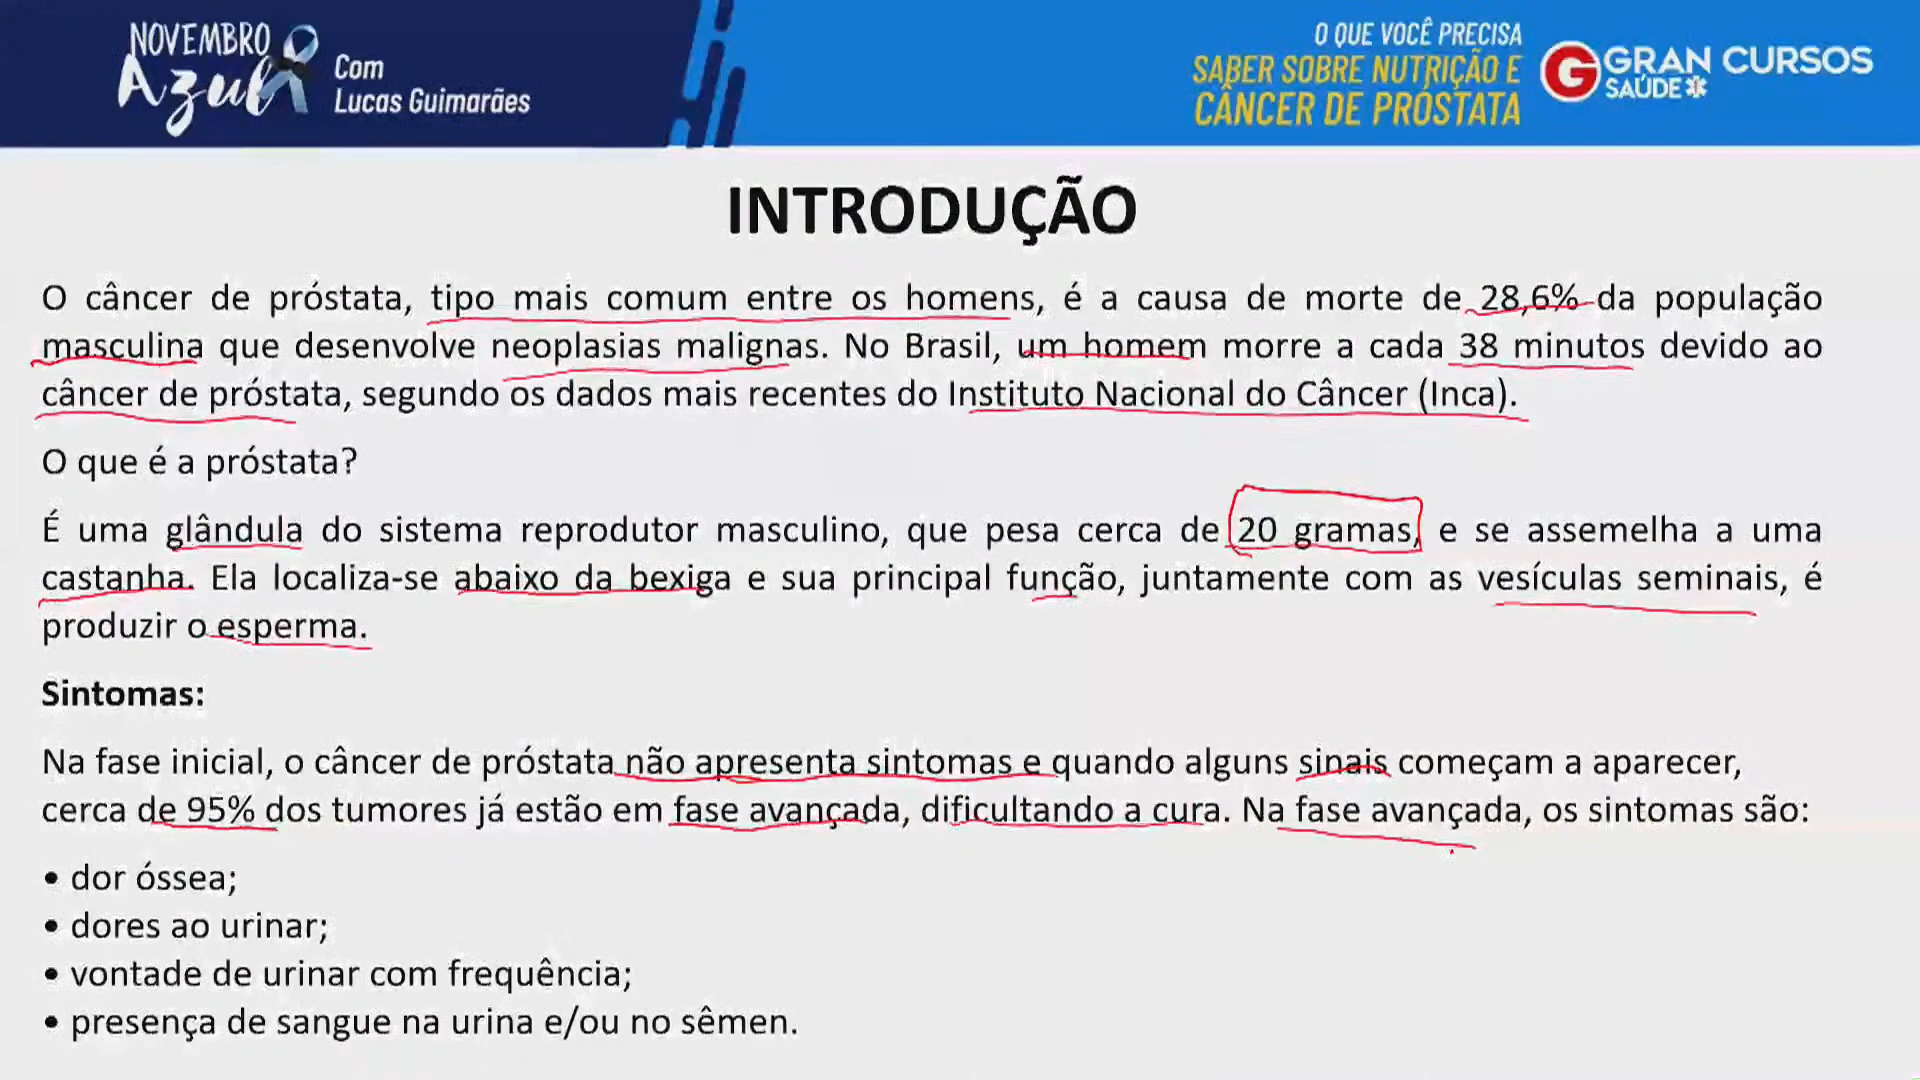 NOVEMBRO
Azul
Com
Lucas Guimarães
O QUE VOCÊ PRECISA
SABER SOBRE NUTRIÇÃO E
CÂNCER DE PRÓSTATA
G GRAN CURSOS
SAÚDE
INTRODUÇÃO
O câncer de próstata, tipo mais comum entre os homens, é a causa de morte de 28,6% da população
masculina que desenvolve neoplasias malignas. No Brasil, um homem morre a cada 38 minutos devido ao
câncer de próstata, segundo os dados mais recentes do Instituto Nacional do Câncer (Inca).
O que é a próstata?
É uma glândula do sistema reprodutor masculino, que pesa cerca de 20 gramas, e se assemelha a uma
castanha. Ela localiza-se abaixo da bexiga e sua principal função, juntamente com as vesículas seminais, é
produzir o esperma.
Sintomas:
Na fase inicial, o câncer de próstata não apresenta sintomas e quando alguns sinais começam a aparecer,
cerca de 95% dos tumores já estão em fase avançada, dificultando a cura. Na fase avançada, os sintomas são:
• dor óssea;
• dores ao urinar;
• vontade de urinar com frequência;
• presença de sangue na urina e/ou no sêmen.